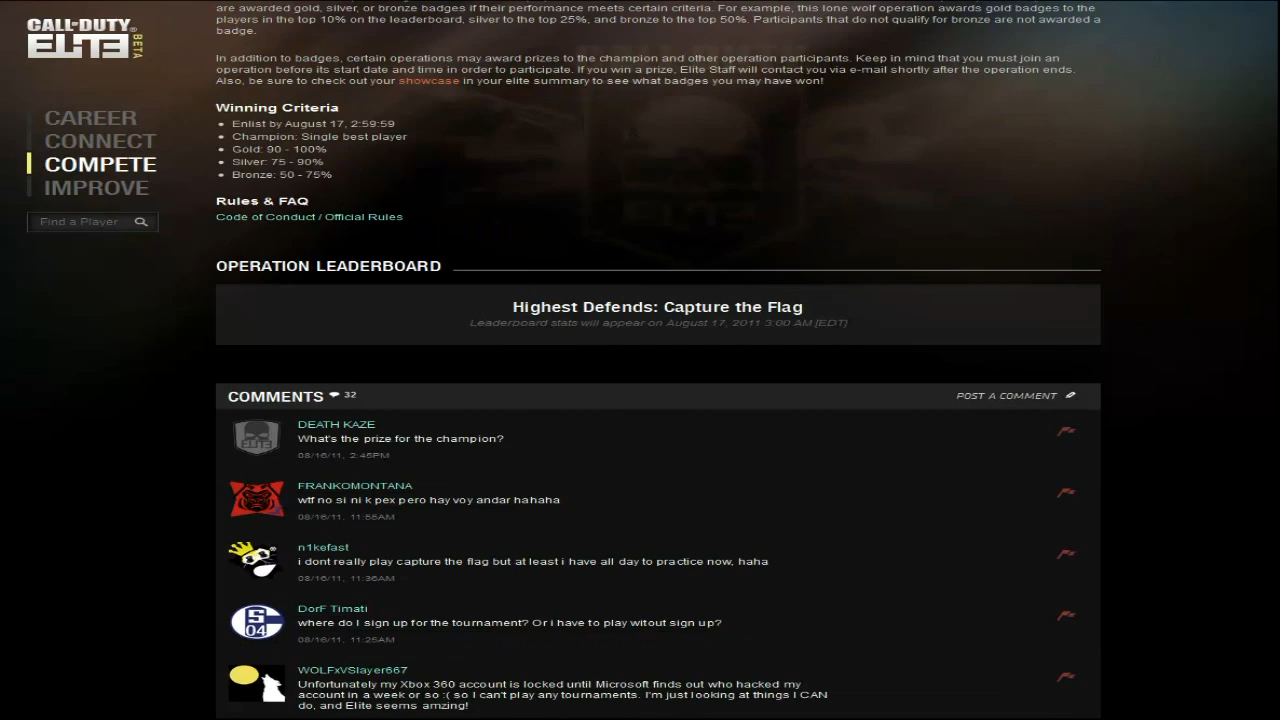 are awarded gold, silver, or bronze badges if their performance meets certain criteria. For example, this lone wolf operation awards gold badges to the
players in the top 10% on the leaderboard, silver to the top 25%, and bronze to the top 50%. Participants that do not qualify for bronze are not awarded a
badge.
CALL OF DUTY®
ELITE BETA
In addition to badges, certain operations may award prizes to the champion and other operation participants. Keep in mind that you must join an
operation before its start date and time in order to participate. If you win a prize, Elite Staff will contact you via e-mail shortly after the operation ends.
Also, be sure to check out your showcase in your elite summary to see what badges you may have won!
CAREER
CONNECT
COMPETE
IMPROVE
Find a Player
Winning Criteria
• Enlist by August 17, 2:59:59
• Champion: Single best player
• Gold: 90 - 100%
• Silver: 75 - 90%
• Bronze: 50 - 75%
Rules & FAQ
Code of Conduct / Official Rules
OPERATION LEADERBOARD
Highest Defends: Capture the Flag
Leaderboard stats will appear on August 17, 2011 3:00 AM [EDT]
COMMENTS 32
POST A COMMENT
ELITE
DEATH KAZE
What's the prize for the champion?
08/16/11, 2:45PM
FRANKOMONTANA
wtf no si ni k pex pero hay voy andar hahaha
08/16/11, 11:55AM
n1kefast
i dont really play capture the flag but at least i have all day to practice now, haha
08/16/11, 11:36AM
S
04
DorF Timati
where do I sign up for the tournament? Or i have to play witout sign up?
08/16/11, 11:25AM
WOLFxVSlayer667
Unfortunately my Xbox 360 account is locked until Microsoft finds out who hacked my
account in a week or so :( so I can't play any tournaments. I'm just looking at things I CAN
do, and Elite seems amzing!